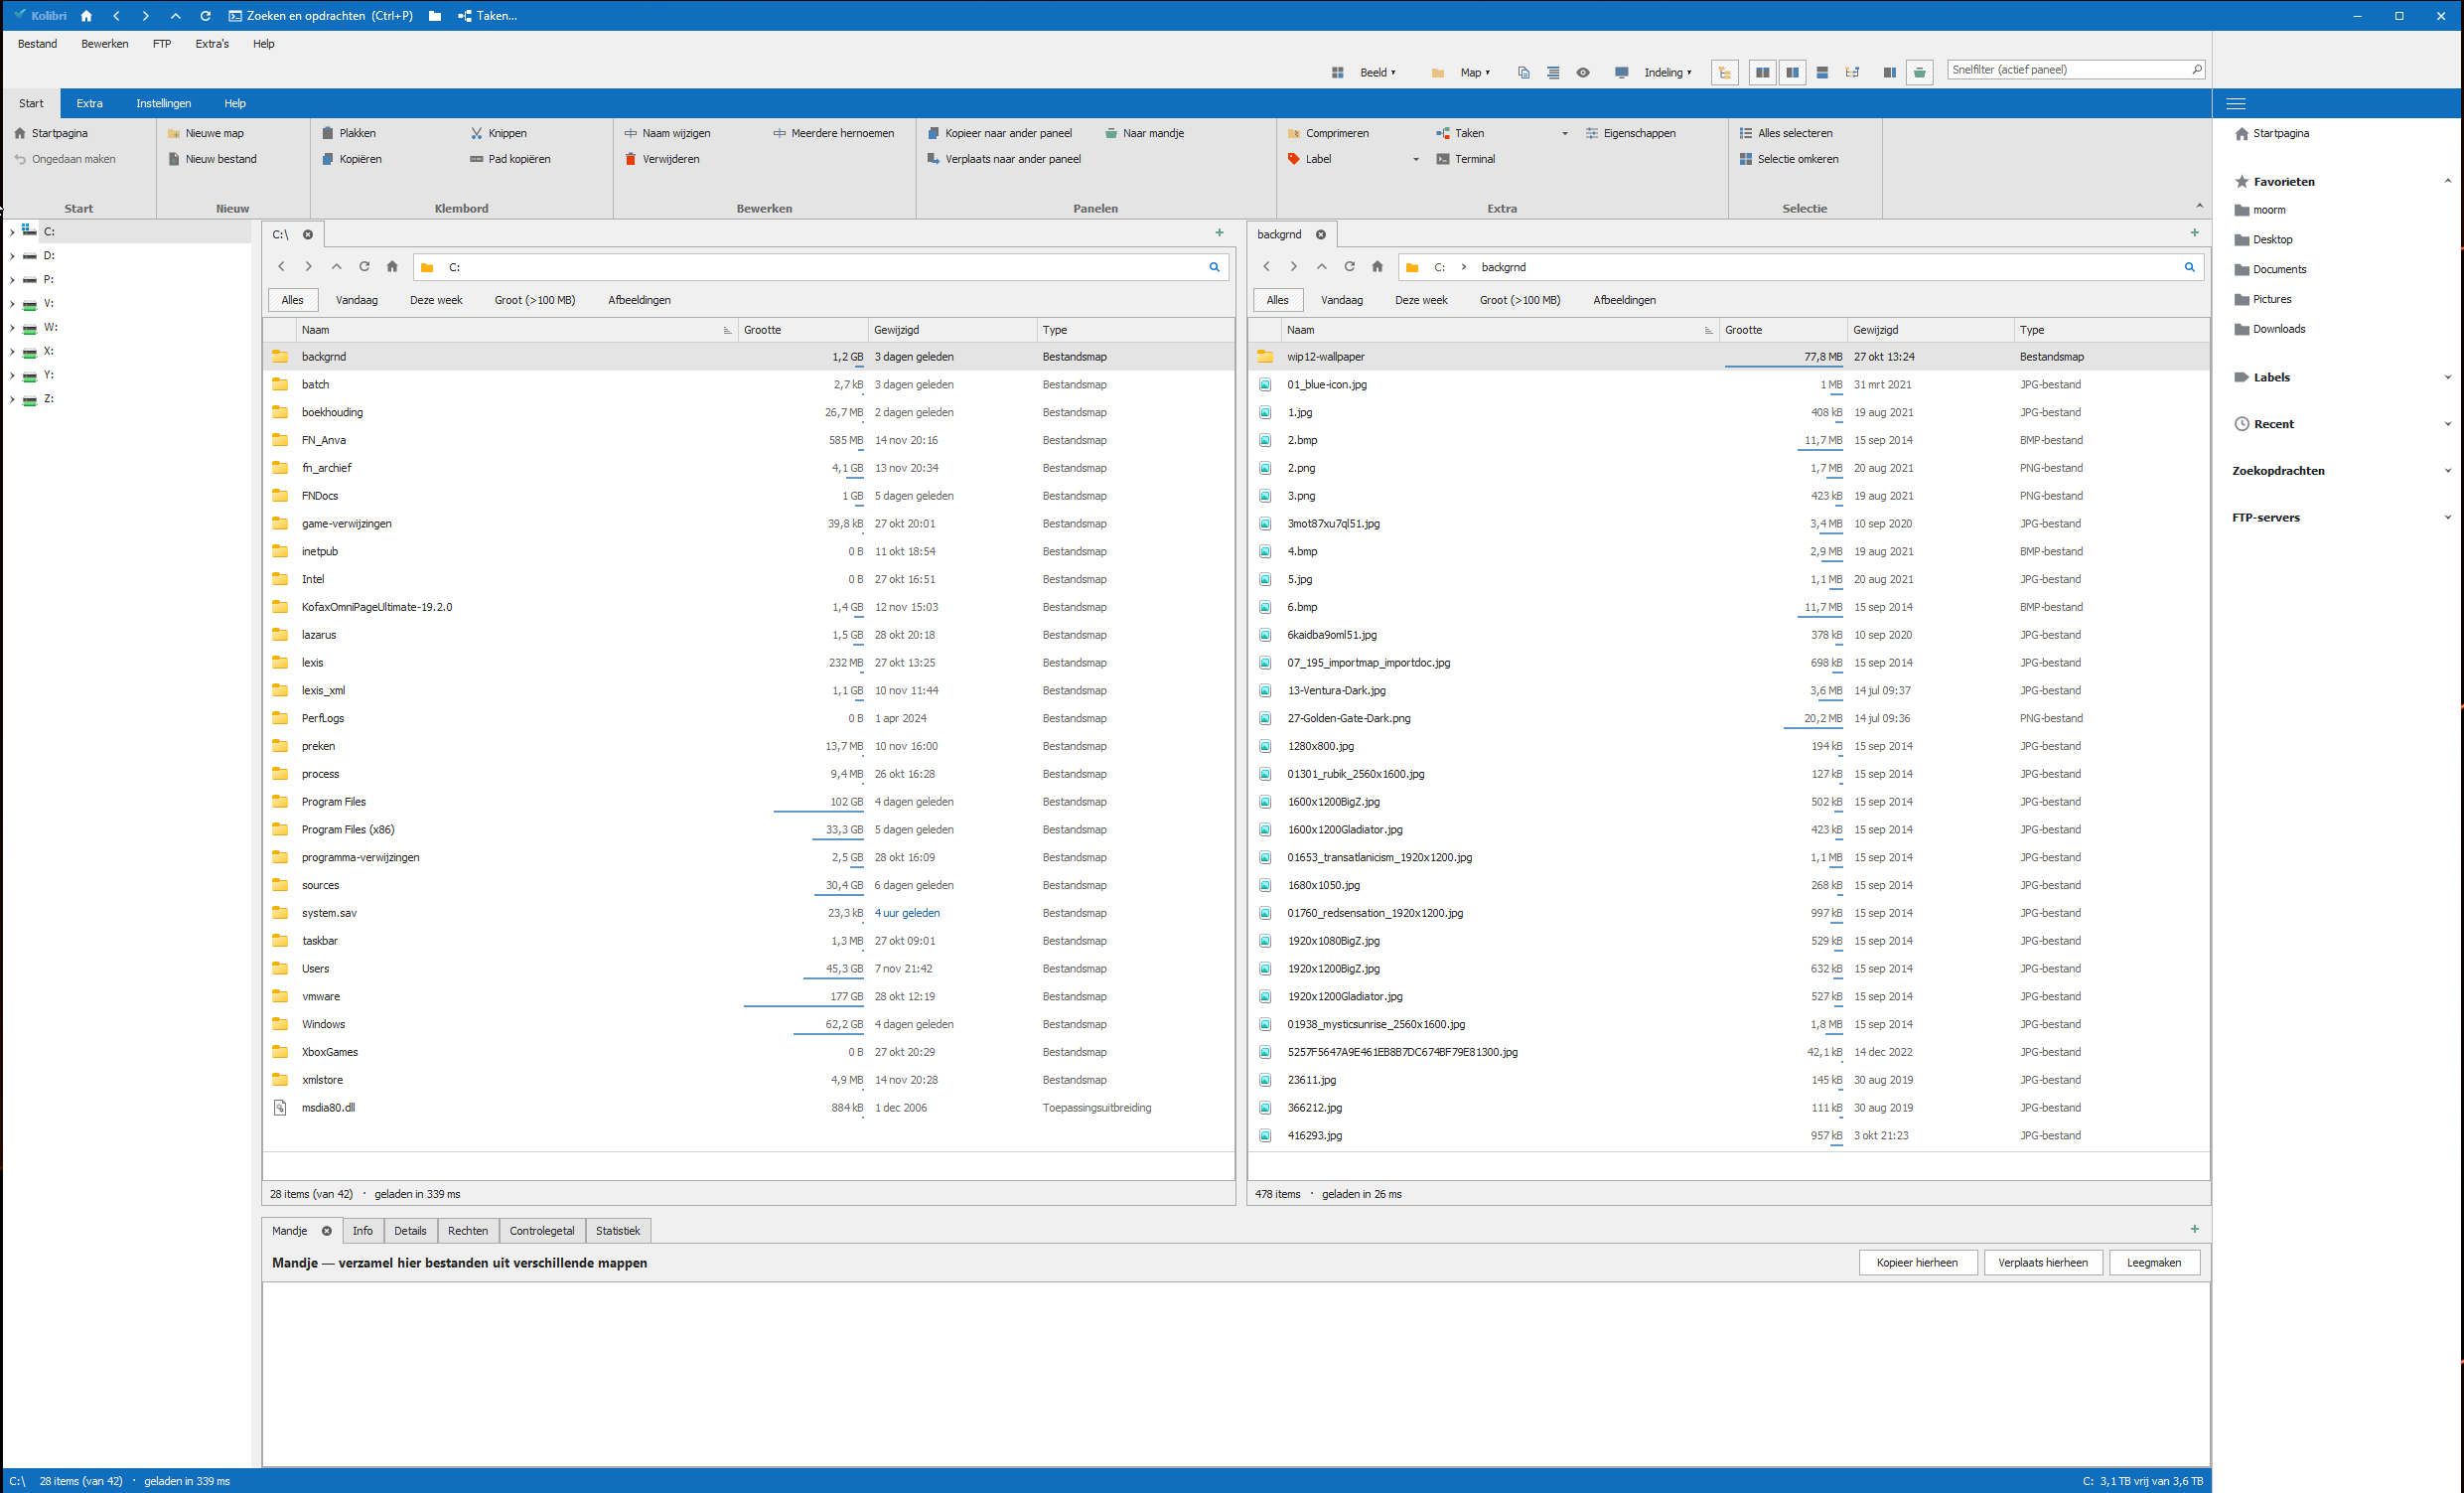 Kolibri Zoeken en opdrachten (Ctrl+P) Taken...
Bestand Bewerken FTP Extra's Help
Beeld Map Indeling Snelfilter (actief paneel)
Start Extra Instellingen Help
Startpagina Nieuwe map Plakken Knippen Naam wijzigen Meerdere hernoemen Kopieer naar ander paneel Naar mandje Comprimeren Taken Eigenschappen Alles selecteren
Ongedaan maken Nieuw bestand Kopiëren Pad kopiëren Verwijderen Verplaats naar ander paneel Label Terminal Selectie omkeren
Start Nieuw Klembord Bewerken Panelen Extra Selectie
C:
D:
P:
V:
W:
X:
Y:
Z:
C:\
C:
Alles Vandaag Deze week Groot (>100 MB) Afbeeldingen
Naam Grootte Gewijzigd Type
backgrnd 1,2 GB 3 dagen geleden Bestandsmap
batch 2,7 kB 3 dagen geleden Bestandsmap
boekhouding 26,7 MB 2 dagen geleden Bestandsmap
FN_Anva 585 MB 14 nov 20:16 Bestandsmap
fn_archief 4,1 GB 13 nov 20:34 Bestandsmap
FNDocs 1 GB 5 dagen geleden Bestandsmap
game-verwijzingen 39,8 kB 27 okt 20:01 Bestandsmap
inetpub 0 B 11 okt 18:54 Bestandsmap
Intel 0 B 27 okt 16:51 Bestandsmap
KofaxOmniPageUltimate-19.2.0 1,4 GB 12 nov 15:03 Bestandsmap
lazarus 1,5 GB 28 okt 20:18 Bestandsmap
lexis 232 MB 27 okt 13:25 Bestandsmap
lexis_xml 1,1 GB 10 nov 11:44 Bestandsmap
PerfLogs 0 B 1 apr 2024 Bestandsmap
preken 13,7 MB 10 nov 16:00 Bestandsmap
process 9,4 MB 26 okt 16:28 Bestandsmap
Program Files 102 GB 4 dagen geleden Bestandsmap
Program Files (x86) 33,3 GB 5 dagen geleden Bestandsmap
programma-verwijzingen 2,5 GB 28 okt 16:09 Bestandsmap
sources 30,4 GB 6 dagen geleden Bestandsmap
system.sav 23,3 kB 4 uur geleden Bestandsmap
taskbar 1,3 MB 27 okt 09:01 Bestandsmap
Users 45,3 GB 7 nov 21:42 Bestandsmap
vmware 177 GB 28 okt 12:19 Bestandsmap
Windows 62,2 GB 4 dagen geleden Bestandsmap
XboxGames 0 B 27 okt 20:29 Bestandsmap
xmlstore 4,9 MB 14 nov 20:28 Bestandsmap
msdia80.dll 884 kB 1 dec 2006 Toepassingsuitbreiding
28 items (van 42) · geladen in 339 ms
backgrnd
C: > backgrnd
Alles Vandaag Deze week Groot (>100 MB) Afbeeldingen
Naam Grootte Gewijzigd Type
wip12-wallpaper 77,8 MB 27 okt 13:24 Bestandsmap
01_blue-icon.jpg 1 MB 31 mrt 2021 JPG-bestand
1.jpg 408 kB 19 aug 2021 JPG-bestand
2.bmp 11,7 MB 15 sep 2014 BMP-bestand
2.png 1,7 MB 20 aug 2021 PNG-bestand
3.png 423 kB 19 aug 2021 PNG-bestand
3mot87xu7ql51.jpg 3,4 MB 10 sep 2020 JPG-bestand
4.bmp 2,9 MB 19 aug 2021 BMP-bestand
5.jpg 1,1 MB 20 aug 2021 JPG-bestand
6.bmp 11,7 MB 15 sep 2014 BMP-bestand
6kaidba9oml51.jpg 378 kB 10 sep 2020 JPG-bestand
07_195_importmap_importdoc.jpg 698 kB 15 sep 2014 JPG-bestand
13-Ventura-Dark.jpg 3,6 MB 14 jul 09:37 JPG-bestand
27-Golden-Gate-Dark.png 20,2 MB 14 jul 09:36 PNG-bestand
1280x800.jpg 194 kB 15 sep 2014 JPG-bestand
01301_rubik_2560x1600.jpg 127 kB 15 sep 2014 JPG-bestand
1600x1200BigZ.jpg 502 kB 15 sep 2014 JPG-bestand
1600x1200Gladiator.jpg 423 kB 15 sep 2014 JPG-bestand
01653_transatlanicism_1920x1200.jpg 1,1 MB 15 sep 2014 JPG-bestand
1680x1050.jpg 268 kB 15 sep 2014 JPG-bestand
01760_redsensation_1920x1200.jpg 997 kB 15 sep 2014 JPG-bestand
1920x1080BigZ.jpg 529 kB 15 sep 2014 JPG-bestand
1920x1200BigZ.jpg 632 kB 15 sep 2014 JPG-bestand
1920x1200Gladiator.jpg 527 kB 15 sep 2014 JPG-bestand
01938_mysticsunrise_2560x1600.jpg 1,8 MB 15 sep 2014 JPG-bestand
5257F5647A9E461EB8B7DC674BF79E81300.jpg 42,1 kB 14 dec 2022 JPG-bestand
23611.jpg 145 kB 30 aug 2019 JPG-bestand
366212.jpg 111 kB 30 aug 2019 JPG-bestand
416293.jpg 957 kB 3 okt 21:23 JPG-bestand
478 items · geladen in 26 ms
Startpagina
Favorieten
moorm
Desktop
Documents
Pictures
Downloads
Labels
Recent
Zoekopdrachten
FTP-servers
Mandje Info Details Rechten Controlegetal Statistiek
Mandje — verzamel hier bestanden uit verschillende mappen Kopieer hierheen Verplaats hierheen Leegmaken
C:\ 28 items (van 42) · geladen in 339 ms C: 3,1 TB vrij van 3,6 TB